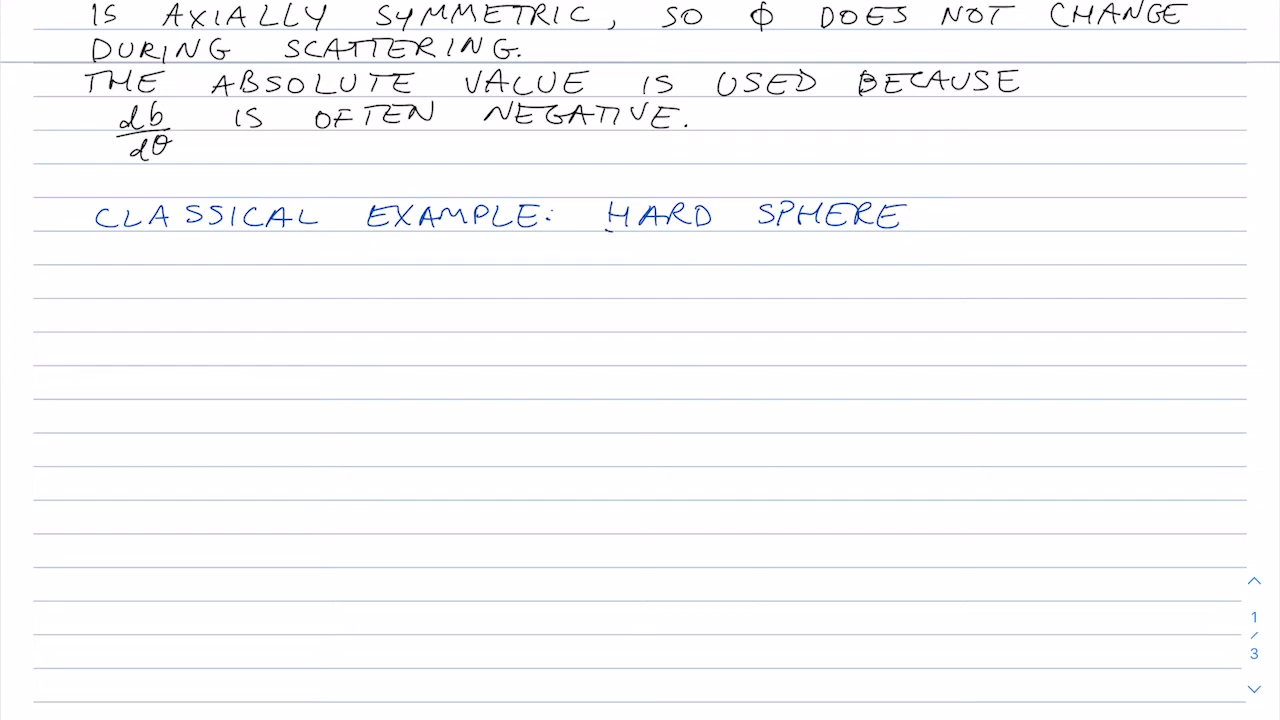 IS AXIALLY SYMMETRIC, SO ϕ DOES NOT CHANGE
DURING SCATTERING.
THE ABSOLUTE VALUE IS USED BECAUSE
db/dθ IS OFTEN NEGATIVE.
CLASSICAL EXAMPLE: HARD SPHERE
1
/
3